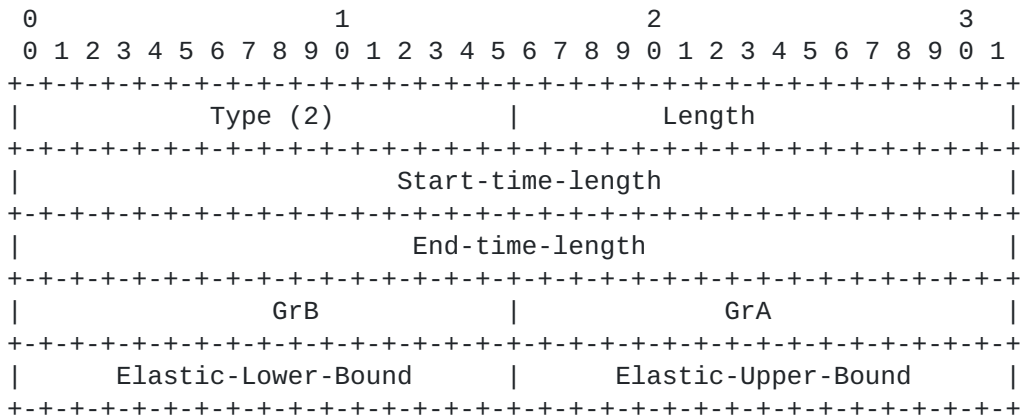 0                   1                   2                   3
 0 1 2 3 4 5 6 7 8 9 0 1 2 3 4 5 6 7 8 9 0 1 2 3 4 5 6 7 8 9 0 1
+-+-+-+-+-+-+-+-+-+-+-+-+-+-+-+-+-+-+-+-+-+-+-+-+-+-+-+-+-+-+-+-+
|            Type (2)           |         Length                |
+-+-+-+-+-+-+-+-+-+-+-+-+-+-+-+-+-+-+-+-+-+-+-+-+-+-+-+-+-+-+-+-+
|                        Start-time-length                      |
+-+-+-+-+-+-+-+-+-+-+-+-+-+-+-+-+-+-+-+-+-+-+-+-+-+-+-+-+-+-+-+-+
|                         End-time-length                       |
+-+-+-+-+-+-+-+-+-+-+-+-+-+-+-+-+-+-+-+-+-+-+-+-+-+-+-+-+-+-+-+-+
|                GrB            |             GrA               |
+-+-+-+-+-+-+-+-+-+-+-+-+-+-+-+-+-+-+-+-+-+-+-+-+-+-+-+-+-+-+-+-+
|      Elastic-Lower-Bound      |      Elastic-Upper-Bound      |
+-+-+-+-+-+-+-+-+-+-+-+-+-+-+-+-+-+-+-+-+-+-+-+-+-+-+-+-+-+-+-+-+